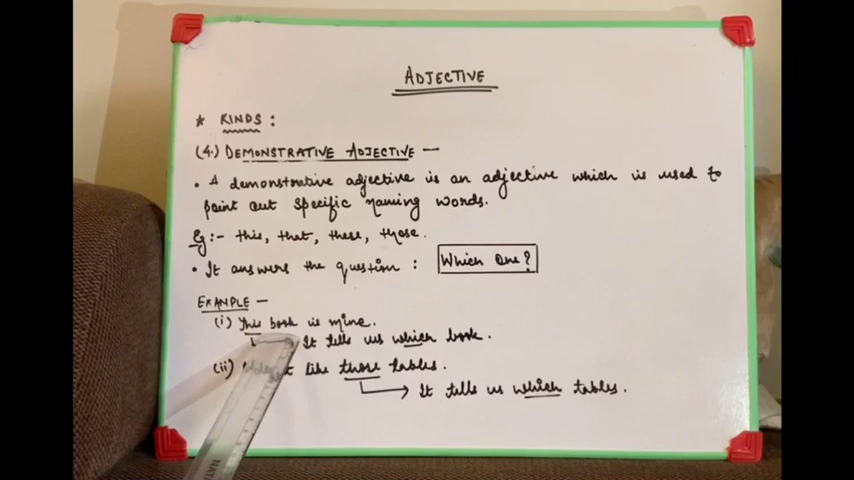 ADJECTIVE
* KINDS:
(4.) DEMONSTRATIVE ADJECTIVE —
• A demonstrative adjective is an adjective which is used to
point out specific naming words.
Eg:- this, that, these, those.
• It answers the question : Which One?
EXAMPLE —
(i) This book is mine.
It tells us which book.
(ii) like those tables.
It tells us which tables.